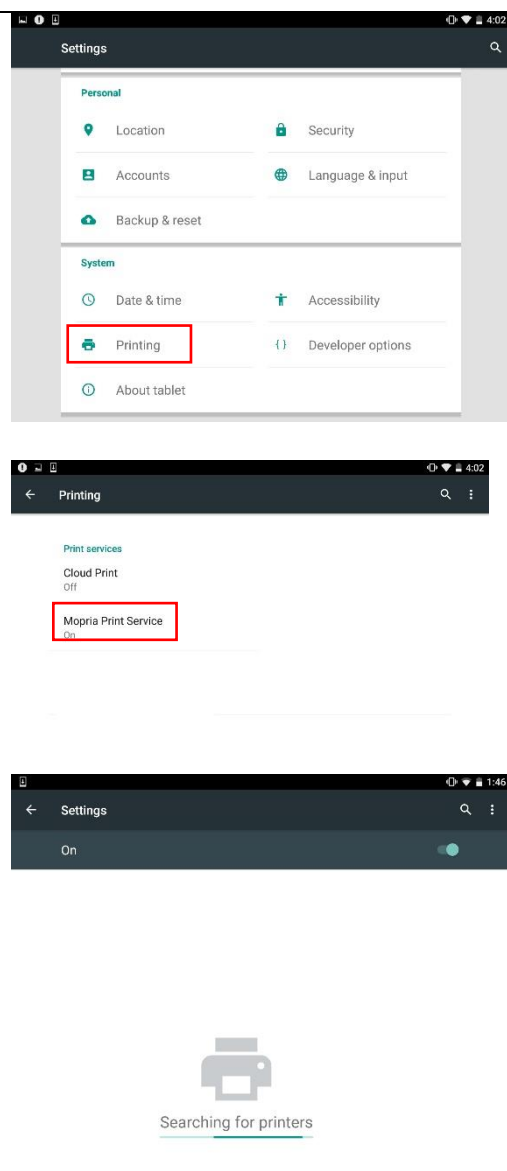 4:02
Settings
Personal
Location Security
Accounts Language & input
Backup & reset
System
Date & time Accessibility
Printing { } Developer options
About tablet
4:02
Printing
Print services
Cloud Print
Off
Mopria Print Service
On
1:46
Settings
On
Searching for printers